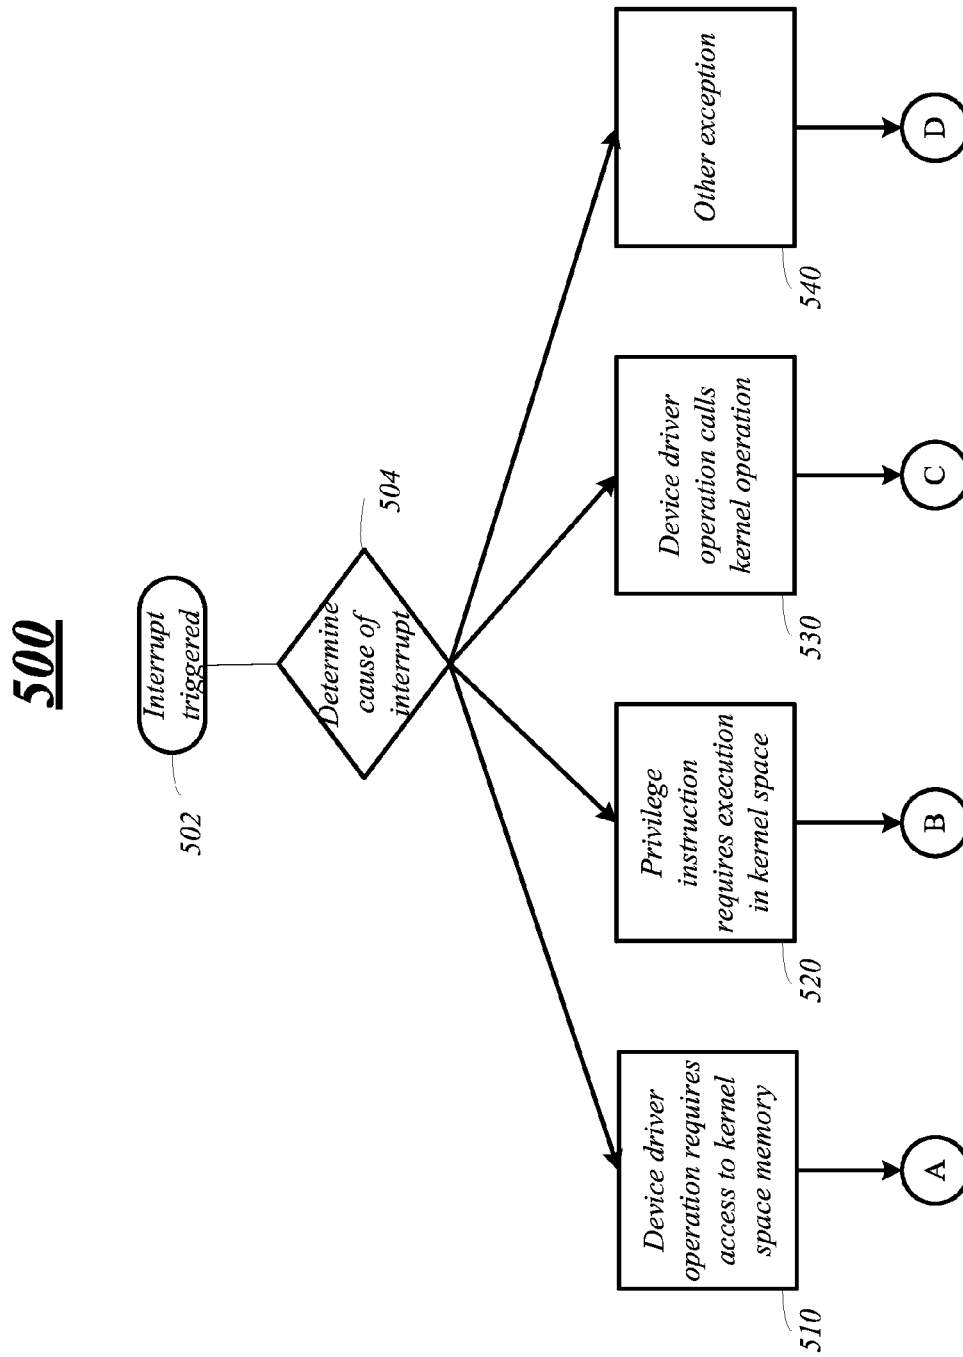 500
Interrupt
triggered
502
Determine
cause of
interrupt
504
Device driver
operation requires
access to kernel
space memory
510
Privilege
instruction
requires execution
in kernel space
520
Device driver
operation calls
kernel operation
530
Other exception
540
A
B
C
D